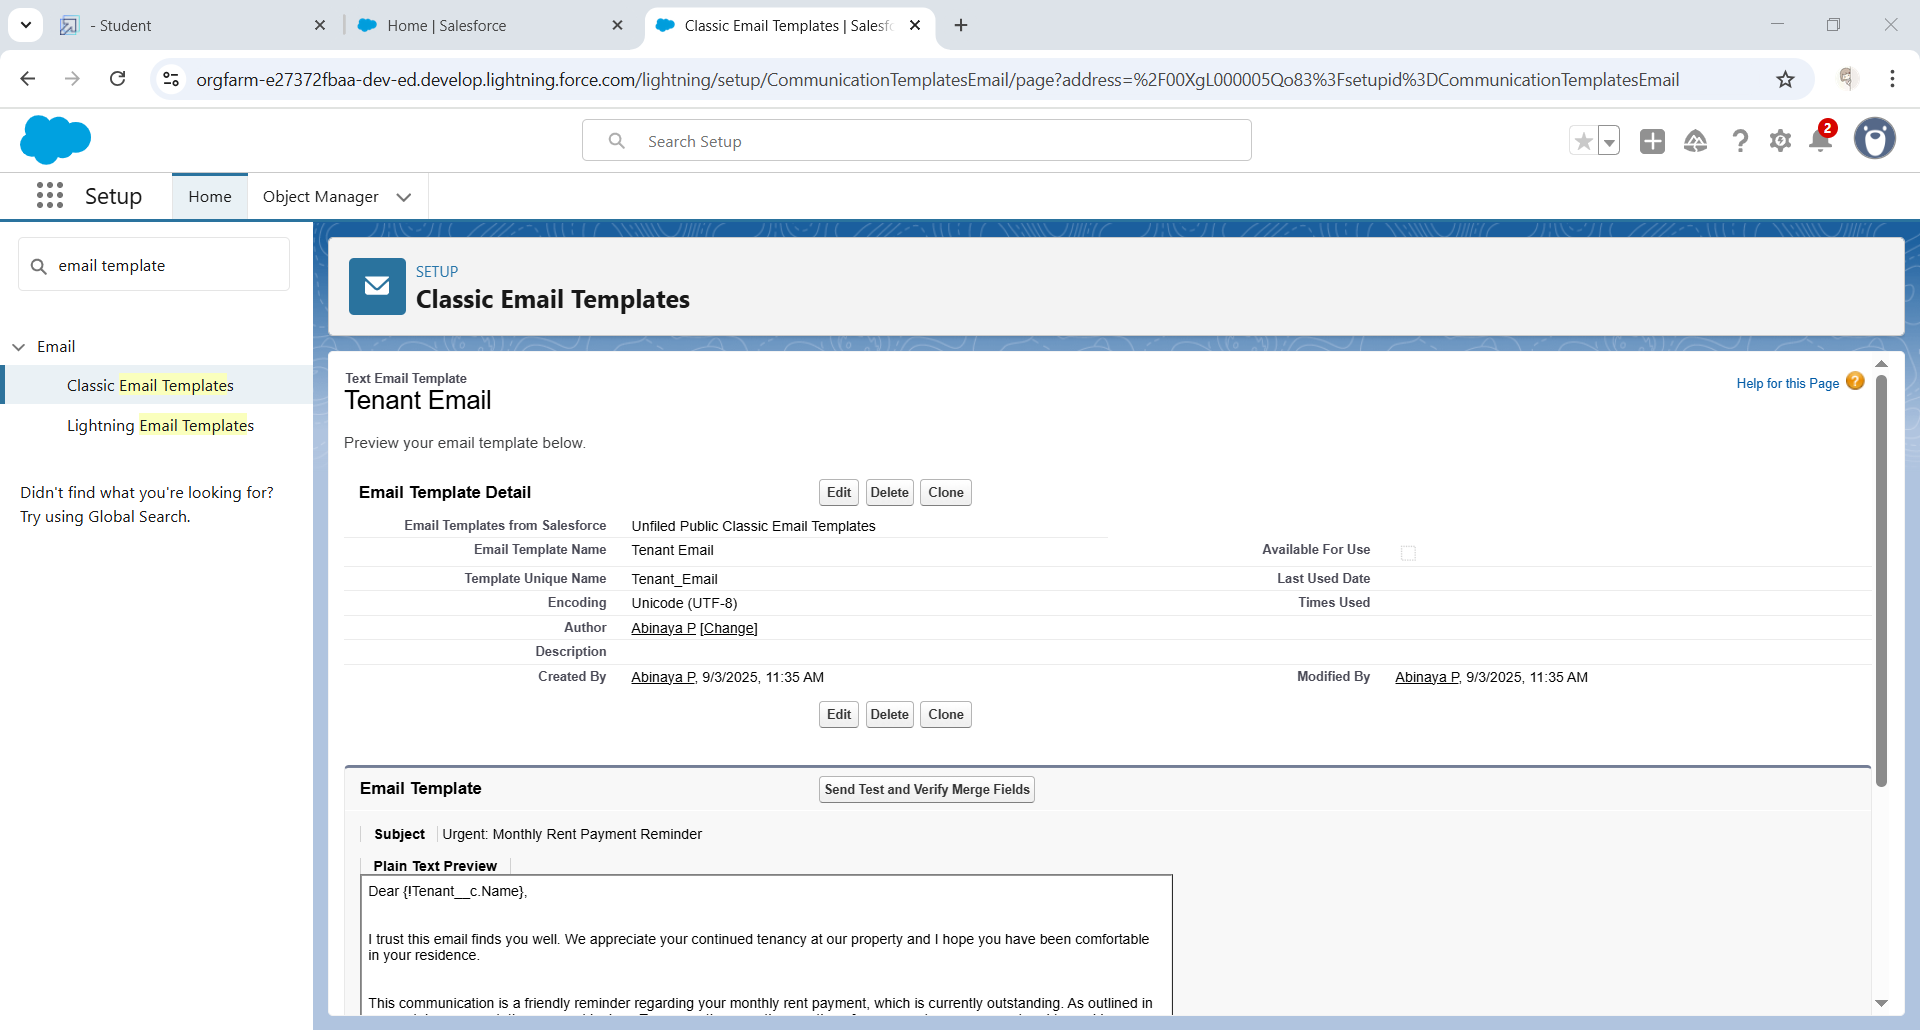 - Student
Home | Salesforce
Classic Email Templates | Salesfo
orgfarm-e27372fbaa-dev-ed.develop.lightning.force.com/lightning/setup/CommunicationTemplatesEmail/page?address=%2F00XgL000005Qo83%3Fsetupid%3DCommunicationTemplatesEmail
Search Setup
2
Setup
Home
Object Manager
email template
Email
Classic Email Templates
Lightning Email Templates
Didn't find what you're looking for?
Try using Global Search.
SETUP
Classic Email Templates
Text Email Template
Tenant Email
Help for this Page ?
Preview your email template below.
Email Template Detail Edit Delete Clone
Email Templates from Salesforce Unfiled Public Classic Email Templates
Email Template Name Tenant Email Available For Use
Template Unique Name Tenant_Email Last Used Date
Encoding Unicode (UTF-8) Times Used
Author Abinaya P [Change]
Description
Created By Abinaya P, 9/3/2025, 11:35 AM Modified By Abinaya P, 9/3/2025, 11:35 AM
Edit Delete Clone
Email Template Send Test and Verify Merge Fields
Subject Urgent: Monthly Rent Payment Reminder
Plain Text Preview
Dear {!Tenant__c.Name},
I trust this email finds you well. We appreciate your continued tenancy at our property and I hope you have been comfortable
in your residence.
This communication is a friendly reminder regarding your monthly rent payment, which is currently outstanding. As outlined in